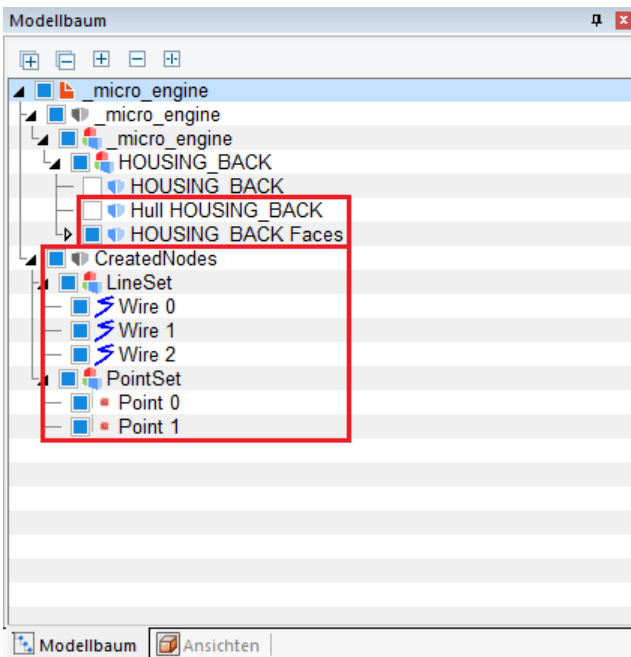 Modellbaum
_micro_engine
_micro_engine
_micro_engine
HOUSING_BACK
HOUSING_BACK
Hull HOUSING_BACK
HOUSING_BACK Faces
CreatedNodes
LineSet
Wire 0
Wire 1
Wire 2
PointSet
Point 0
Point 1
Modellbaum Ansichten